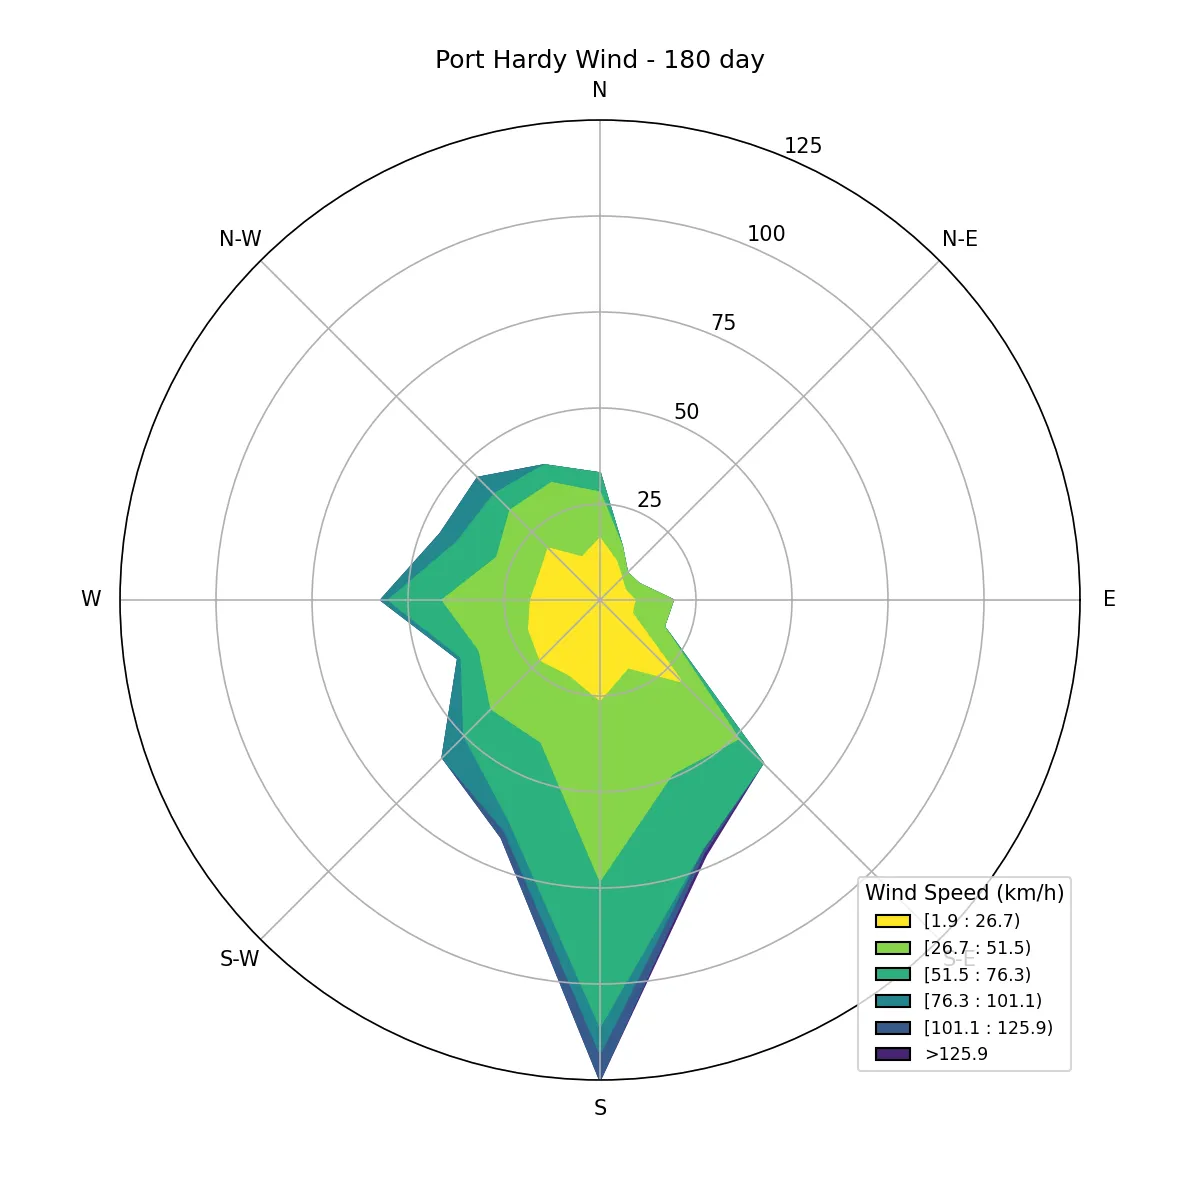 Port Hardy Wind - 180 day
N
125
N-W
100
N-E
75
50
25
W
E
Wind Speed (km/h)
[1.9 : 26.7)
[26.7 : 51.5)
S-W
S-E
[51.5 : 76.3)
[76.3 : 101.1)
[101.1 : 125.9)
>125.9
S